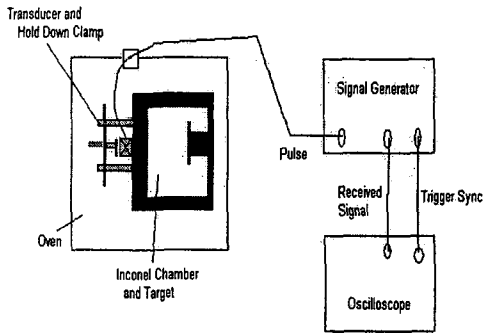 Transducer and
Hold Down Clamp
Signal Generator
Pulse
Received
Signal
Trigger Sync
Oven
Inconel Chamber
and Target
Oscilloscope